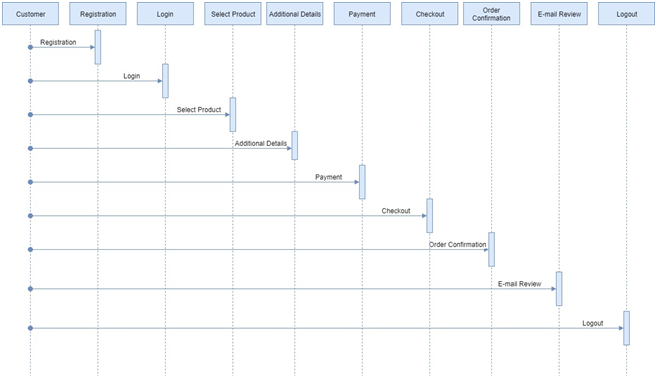 Customer
Registration
Login
Select Product
Additional Details
Payment
Checkout
Order
Confirmation
E-mail Review
Logout
Registration
Login
Select Product
Additional Details
Payment
Checkout
Order Confirmation
E-mail Review
Logout